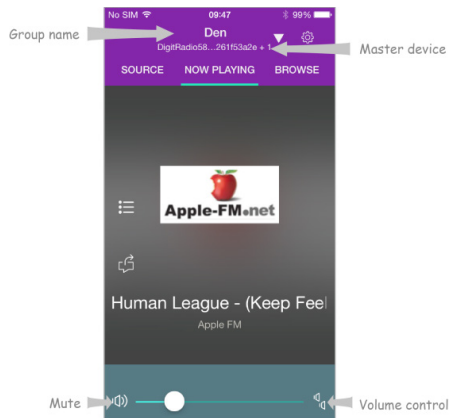 No SIM 09:47 99%
Group name
Den
DigitRadio58...261f53a2e + 1
Master device
SOURCE NOW PLAYING BROWSE
Apple-FM.net
Human League - (Keep Feel
Apple FM
Mute
Volume control